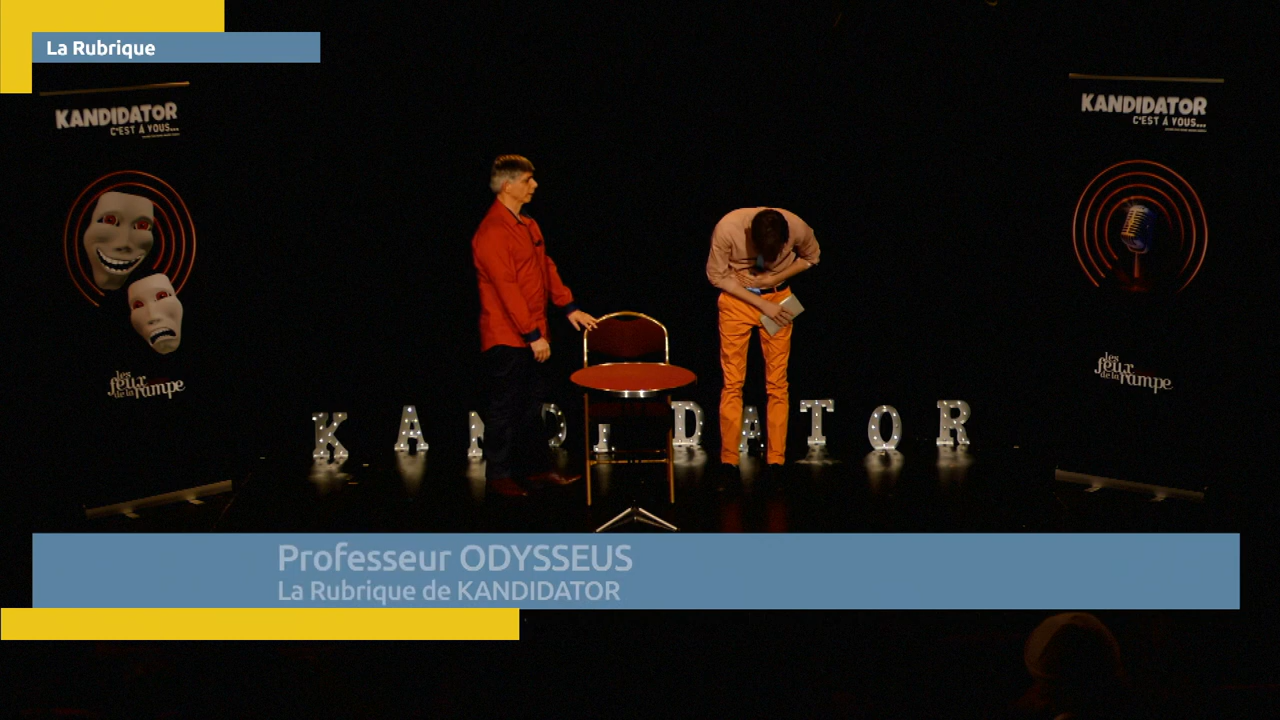 La Rubrique
KANDIDATOR
C'EST À VOUS...
KANDIDATOR
C'EST À VOUS...
les
feux
de la rampe
les
feux
de la rampe
KANDIDATOR
Professeur ODYSSEUS
La Rubrique de KANDIDATOR